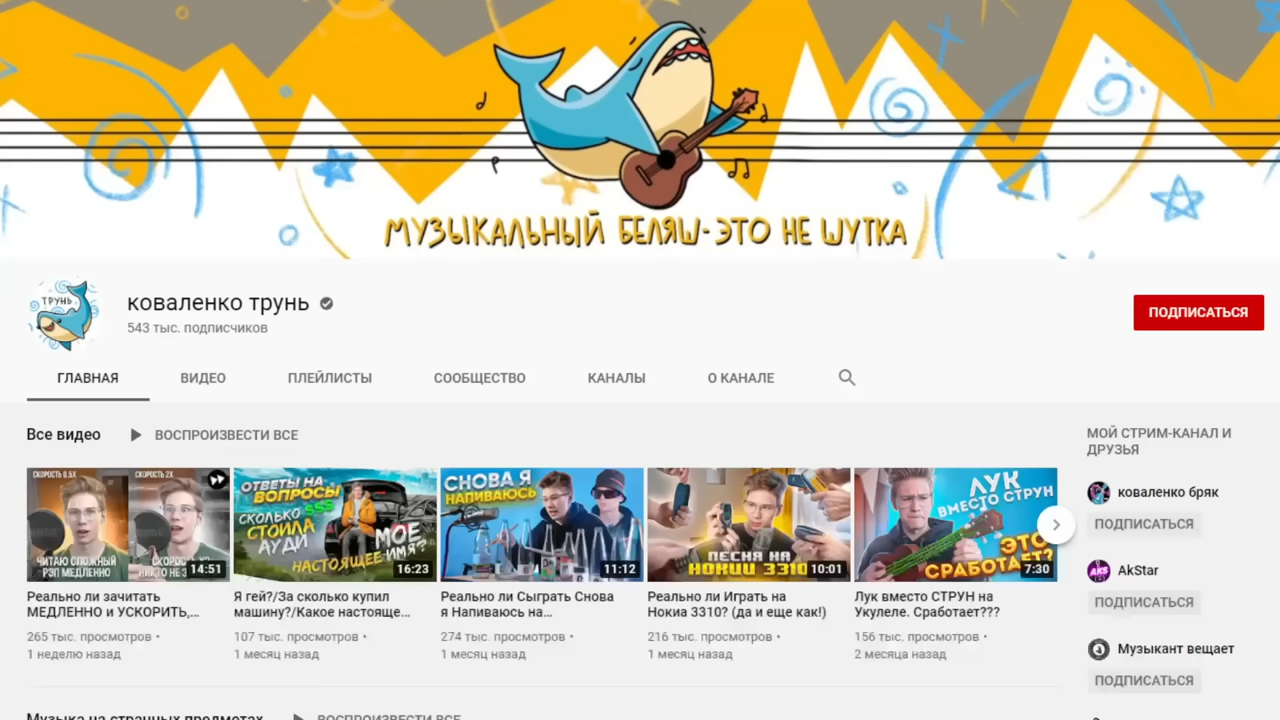 МУЗЫКАЛЬНЫЙ БЕЛЯШ-ЭТО НЕ ШУТКА
ТРУНЬ
коваленко трунь
543 тыс. подписчиков
ПОДПИСАТЬСЯ
ГЛАВНАЯ ВИДЕО ПЛЕЙЛИСТЫ СООБЩЕСТВО КАНАЛЫ О КАНАЛЕ
Все видео ВОСПРОИЗВЕСТИ ВСЕ
СКОРОСТЬ 0.5X СКОРОСТЬ 2X
ЧИТАЮ СЛОЖНЫЙ
РЭП МЕДЛЕННО
14:51
Реально ли зачитать
МЕДЛЕННО и УСКОРИТЬ,...
265 тыс. просмотров •
1 неделю назад
ОТВЕТЫ НА
ВОПРОСЫ
СКОЛЬКО $$$
СТОИЛА
АУДИ
МОЕ
НАСТОЯЩЕЕ ИМЯ?
16:23
Я гей?/За сколько купил
машину?/Какое настояще...
107 тыс. просмотров •
1 месяц назад
СНОВА Я
НАПИВАЮСЬ
11:12
Реально ли Сыграть Снова
я Напиваюсь на...
274 тыс. просмотров •
1 месяц назад
ПЕСНЯ НА
НОКИИ 3310
10:01
Реально ли Играть на
Нокиа 3310? (да и еще как!)
216 тыс. просмотров •
1 месяц назад
ЛУК
ВМЕСТО СТРУН
ЭТО
СРАБОТАЕТ?
7:30
Лук вместо СТРУН на
Укулеле. Сработает???
156 тыс. просмотров •
2 месяца назад
МОЙ СТРИМ-КАНАЛ И
ДРУЗЬЯ
коваленко бряк
ПОДПИСАТЬСЯ
AKS
AkStar
ПОДПИСАТЬСЯ
Музыкант вещает
ПОДПИСАТЬСЯ
Музыка на странных предметах ВОСПРОИЗВЕСТИ ВСЕ